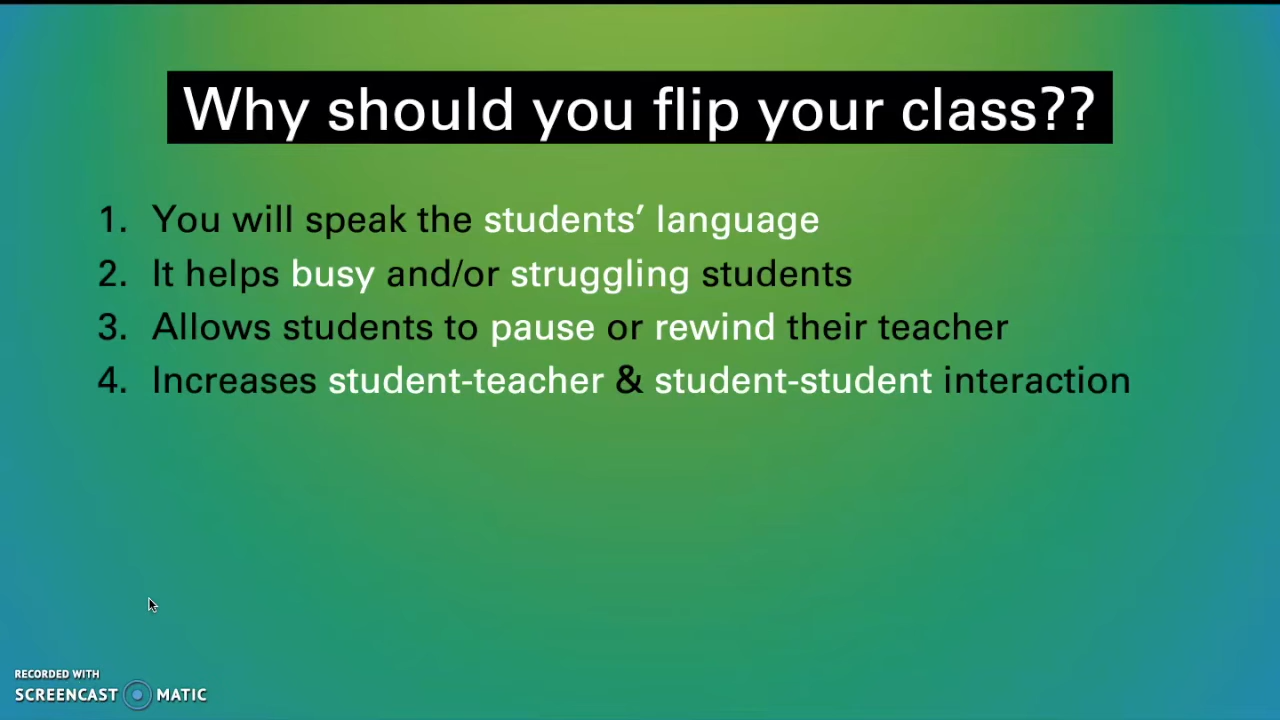 Why should you flip your class??
1. You will speak the students’ language
2. It helps busy and/or struggling students
3. Allows students to pause or rewind their teacher
4. Increases student-teacher & student-student interaction
RECORDED WITH
SCREENCAST MATIC